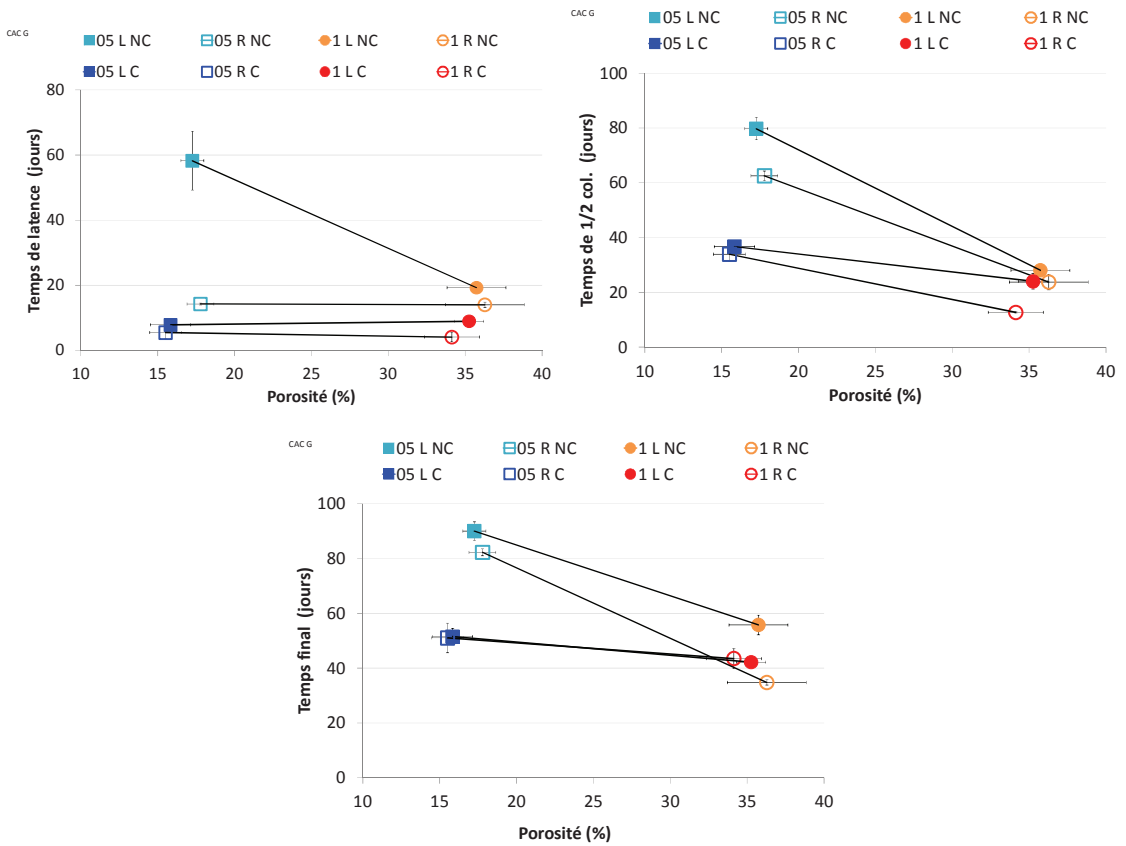 CAC G
05 L NC 05 R NC 1 L NC 1 R NC
05 L C 05 R C 1 L C 1 R C
Temps de latence (jours)
80
60
40
20
0
10 15 20 25 30 35 40
Porosité (%)
CAC G
05 L NC 05 R NC 1 L NC 1 R NC
05 L C 05 R C 1 L C 1 R C
Temps de 1/2 col. (jours)
100
80
60
40
20
0
10 15 20 25 30 35 40
Porosité (%)
CAC G
05 L NC 05 R NC 1 L NC 1 R NC
05 L C 05 R C 1 L C 1 R C
Temps final (jours)
100
80
60
40
20
0
10 15 20 25 30 35 40
Porosité (%)